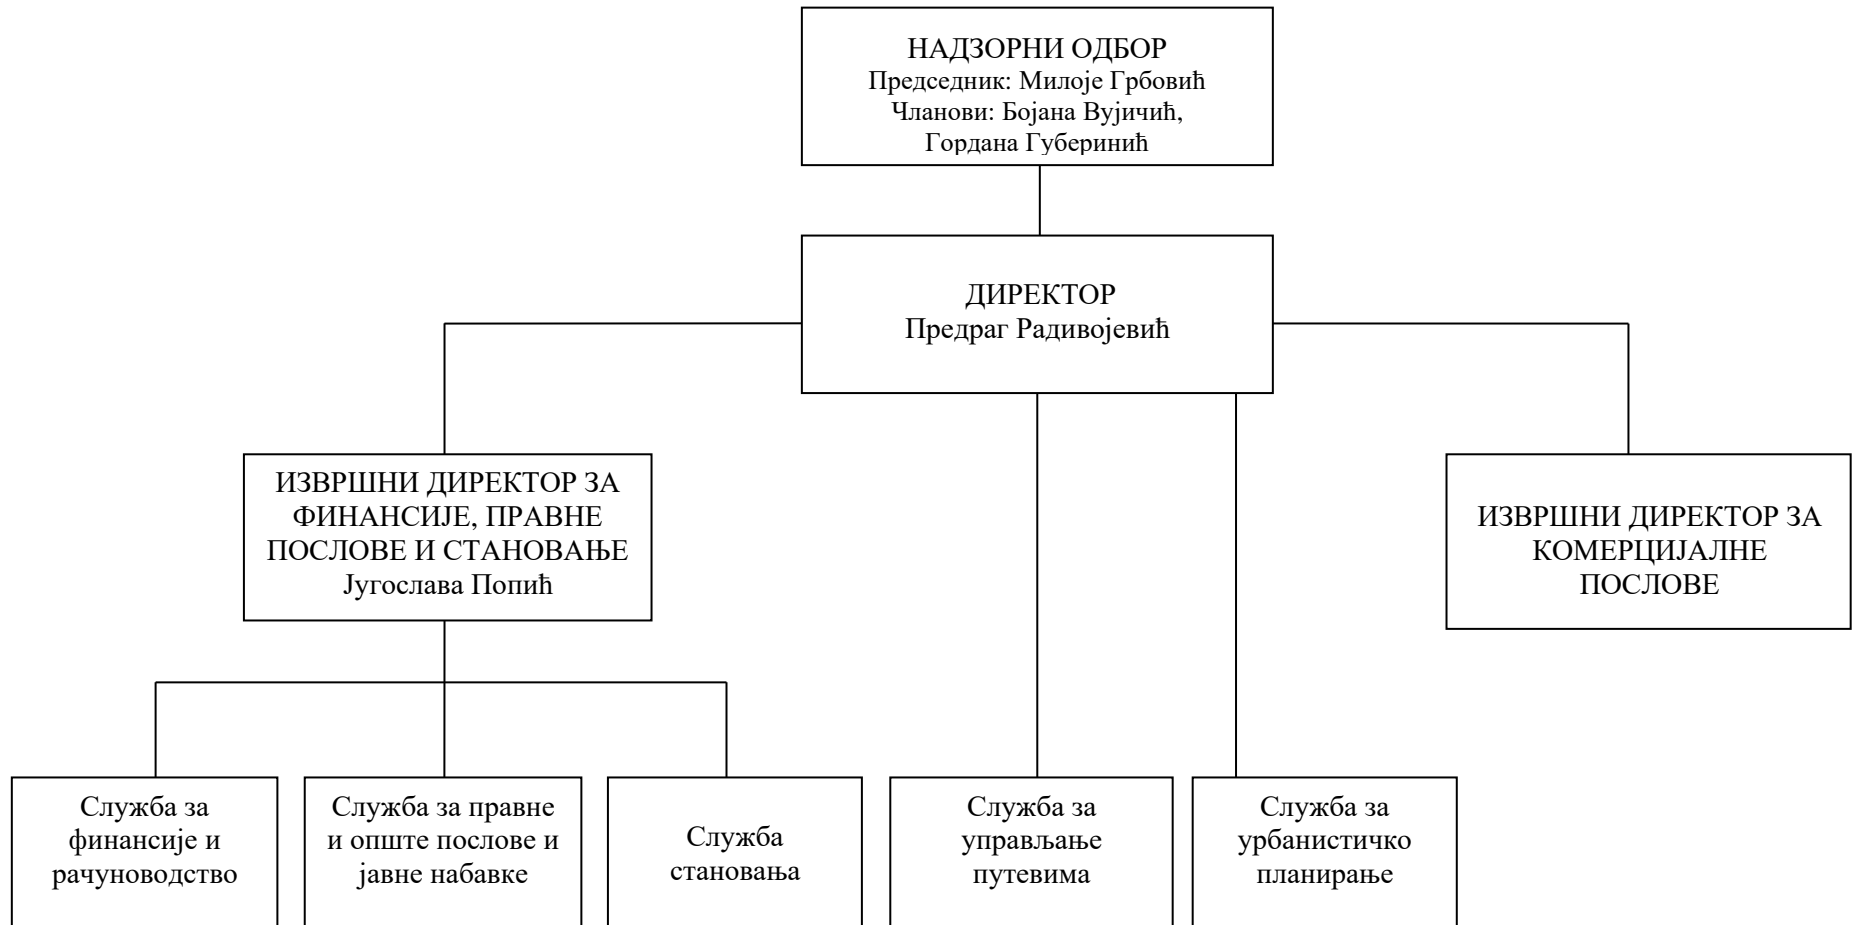 НАДЗОРНИ ОДБОР
Председник: Милоје Грбовић
Чланови: Бојана Вујичић,
Гордана Губеринић
ДИРЕКТОР
Предраг Радивојевић
ИЗВРШНИ ДИРЕКТОР ЗА
ФИНАНСИЈЕ, ПРАВНЕ
ПОСЛОВЕ И СТАНОВАЊЕ
Југослава Попић
ИЗВРШНИ ДИРЕКТОР ЗА
КОМЕРЦИЈАЛНЕ
ПОСЛОВЕ
Служба за
финансије и
рачуноводство
Служба за правне
и опште послове и
јавне набавке
Служба
становања
Служба за
управљање
путевима
Служба за
урбанистичко
планирање